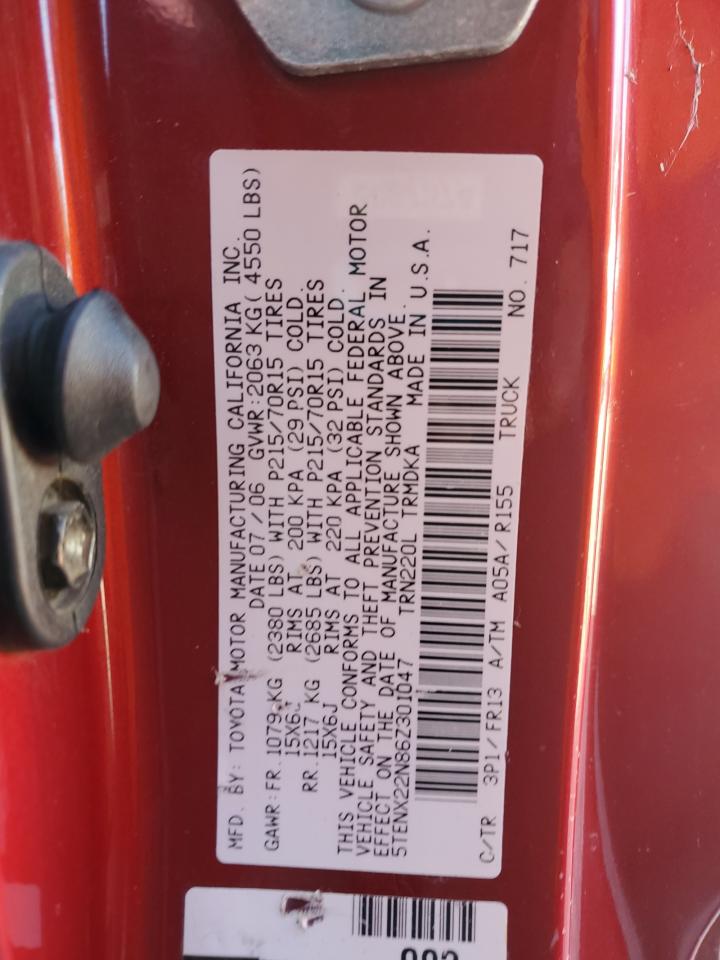 MFD. BY: TOYOTA MOTOR MANUFACTURING CALIFORNIA INC.
DATE 07/06 GVWR:2063 KG( 4550 LBS)
GAWR:FR.1079 KG (2380 LBS) WITH P215/70R15 TIRES
15X6J RIMS AT 200 KPA (29 PSI) COLD.
RR.1217 KG (2685 LBS) WITH P215/70R15 TIRES
15X6J RIMS AT 220 KPA (32 PSI) COLD.
THIS VEHICLE CONFORMS TO ALL APPLICABLE FEDERAL MOTOR
VEHICLE SAFETY AND THEFT PREVENTION STANDARDS IN
EFFECT ON THE DATE OF MANUFACTURE SHOWN ABOVE.
5TENX22N86Z301047 TRN220L TRMDKA MADE IN U.S.A.
C/TR 3P1/FR13 A/TM A05A/R155 TRUCK NO. 717